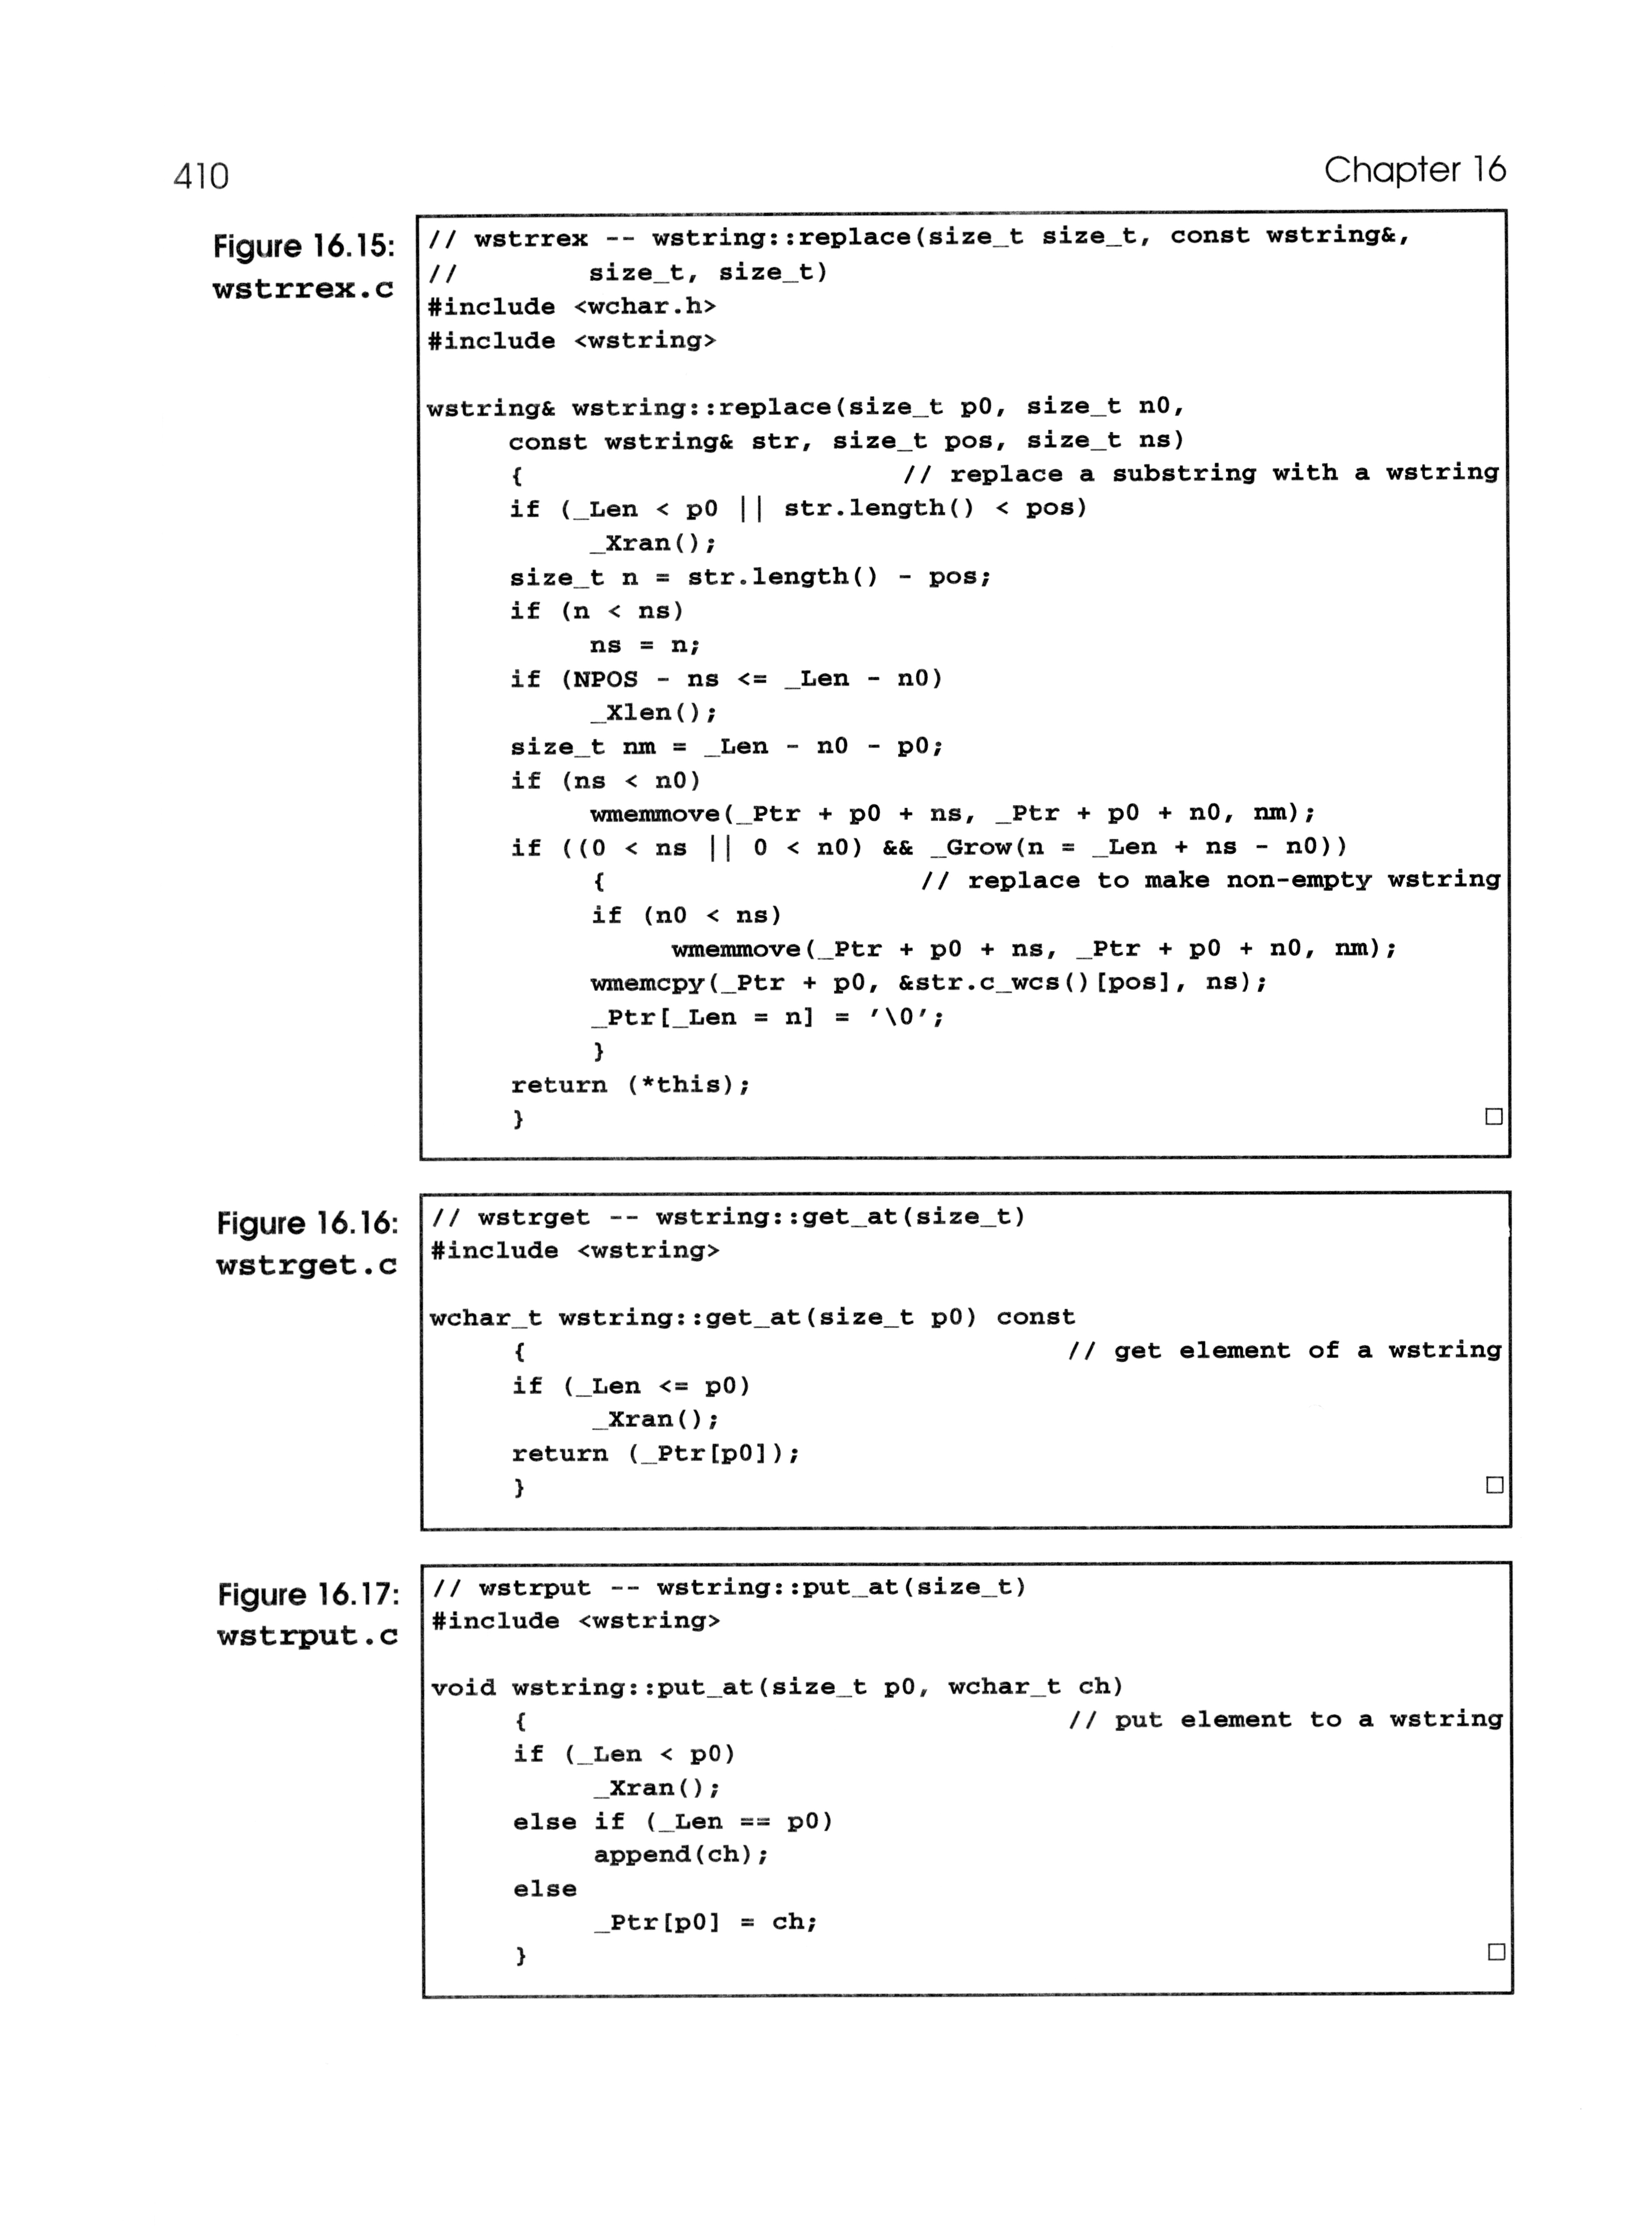 410
Chapter 16
Figure 16.15:
wstrrex.c
// wstrrex -- wstring::replace(size_t size_t, const wstring&,
//        size_t, size_t)
#include <wchar.h>
#include <wstring>
wstring& wstring::replace(size_t p0, size_t n0,
const wstring& str, size_t pos, size_t ns)
{ // replace a substring with a wstring
if (_Len < p0 || str.length() < pos)
_Xran();
size_t n = str.length() - pos;
if (n < ns)
ns = n;
if (NPOS - ns <= _Len - n0)
_Xlen();
size_t nm = _Len - n0 - p0;
if (ns < n0)
wmemmove(_Ptr + p0 + ns, _Ptr + p0 + n0, nm);
if ((0 < ns || 0 < n0) && _Grow(n = _Len + ns - n0))
{ // replace to make non-empty wstring
if (n0 < ns)
wmemmove(_Ptr + p0 + ns, _Ptr + p0 + n0, nm);
wmemcpy(_Ptr + p0, &str.c_wcs()[pos], ns);
_Ptr[_Len = n] = '\0';
}
return (*this);
}
□
Figure 16.16:
wstrget.c
// wstrget -- wstring::get_at(size_t)
#include <wstring>
wchar_t wstring::get_at(size_t p0) const
{ // get element of a wstring
if (_Len <= p0)
_Xran();
return (_Ptr[p0]);
}
□
Figure 16.17:
wstrput.c
// wstrput -- wstring::put_at(size_t)
#include <wstring>
void wstring::put_at(size_t p0, wchar_t ch)
{ // put element to a wstring
if (_Len < p0)
_Xran();
else if (_Len == p0)
append(ch);
else
_Ptr[p0] = ch;
}
□